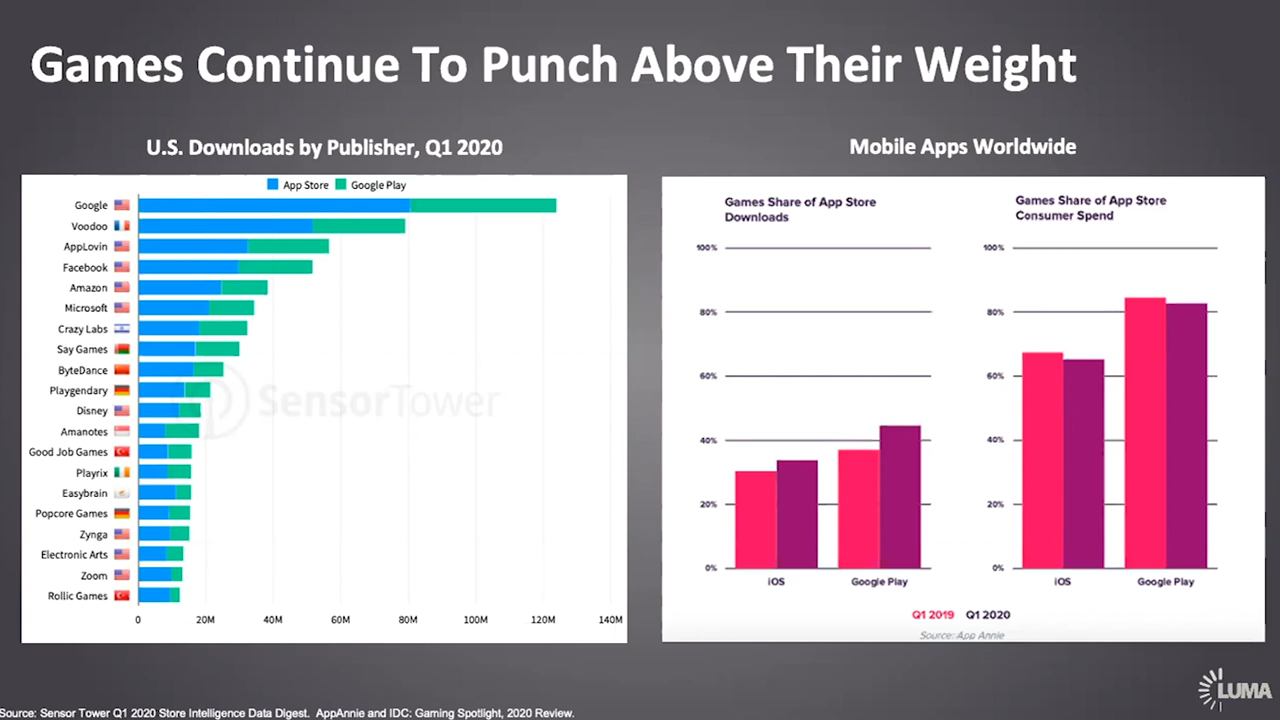 Games Continue To Punch Above Their Weight
U.S. Downloads by Publisher, Q1 2020
App Store Google Play
Google
Voodoo
AppLovin
Facebook
Amazon
Microsoft
Crazy Labs
Say Games
ByteDance
Playgendary
Disney
Amanotes
Good Job Games
Playrix
Easybrain
Popcore Games
Zynga
Electronic Arts
Zoom
Rollic Games
0 20M 40M 60M 80M 100M 120M 140M
SensorTower
Mobile Apps Worldwide
Games Share of App Store
Downloads
100%
80%
60%
40%
20%
0%
iOS Google Play
Games Share of App Store
Consumer Spend
100%
80%
60%
40%
20%
0%
iOS Google Play
Q1 2019 Q1 2020
Source: App Annie
Source: Sensor Tower Q1 2020 Store Intelligence Data Digest. AppAnnie and IDC: Gaming Spotlight, 2020 Review.
LUMA